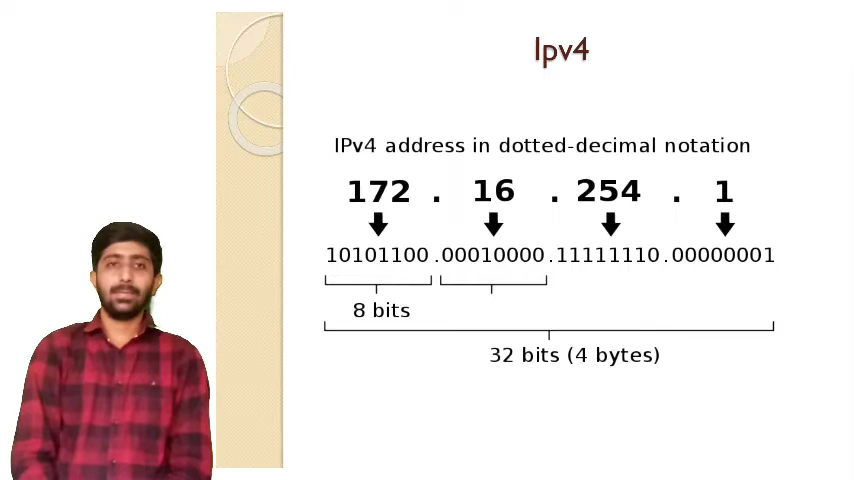 Ipv4
IPv4 address in dotted-decimal notation
172 . 16 . 254 . 1
10101100 .00010000 .11111110 .00000001
8 bits
32 bits (4 bytes)